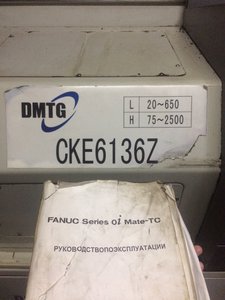 DMTG
L 20~650
H 75~2500
CKE6136Z
FANUC Series 0i Mate-TC
РУКОВОДСТВОПОЭКСПЛУАТАЦИИ